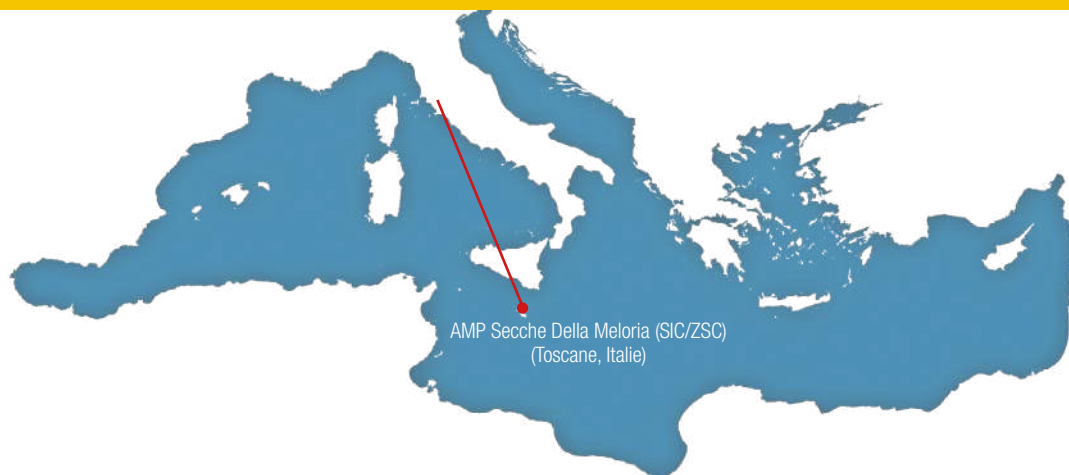 AMP Secche Della Meloria (SIC/ZSC)
(Toscane, Italie)